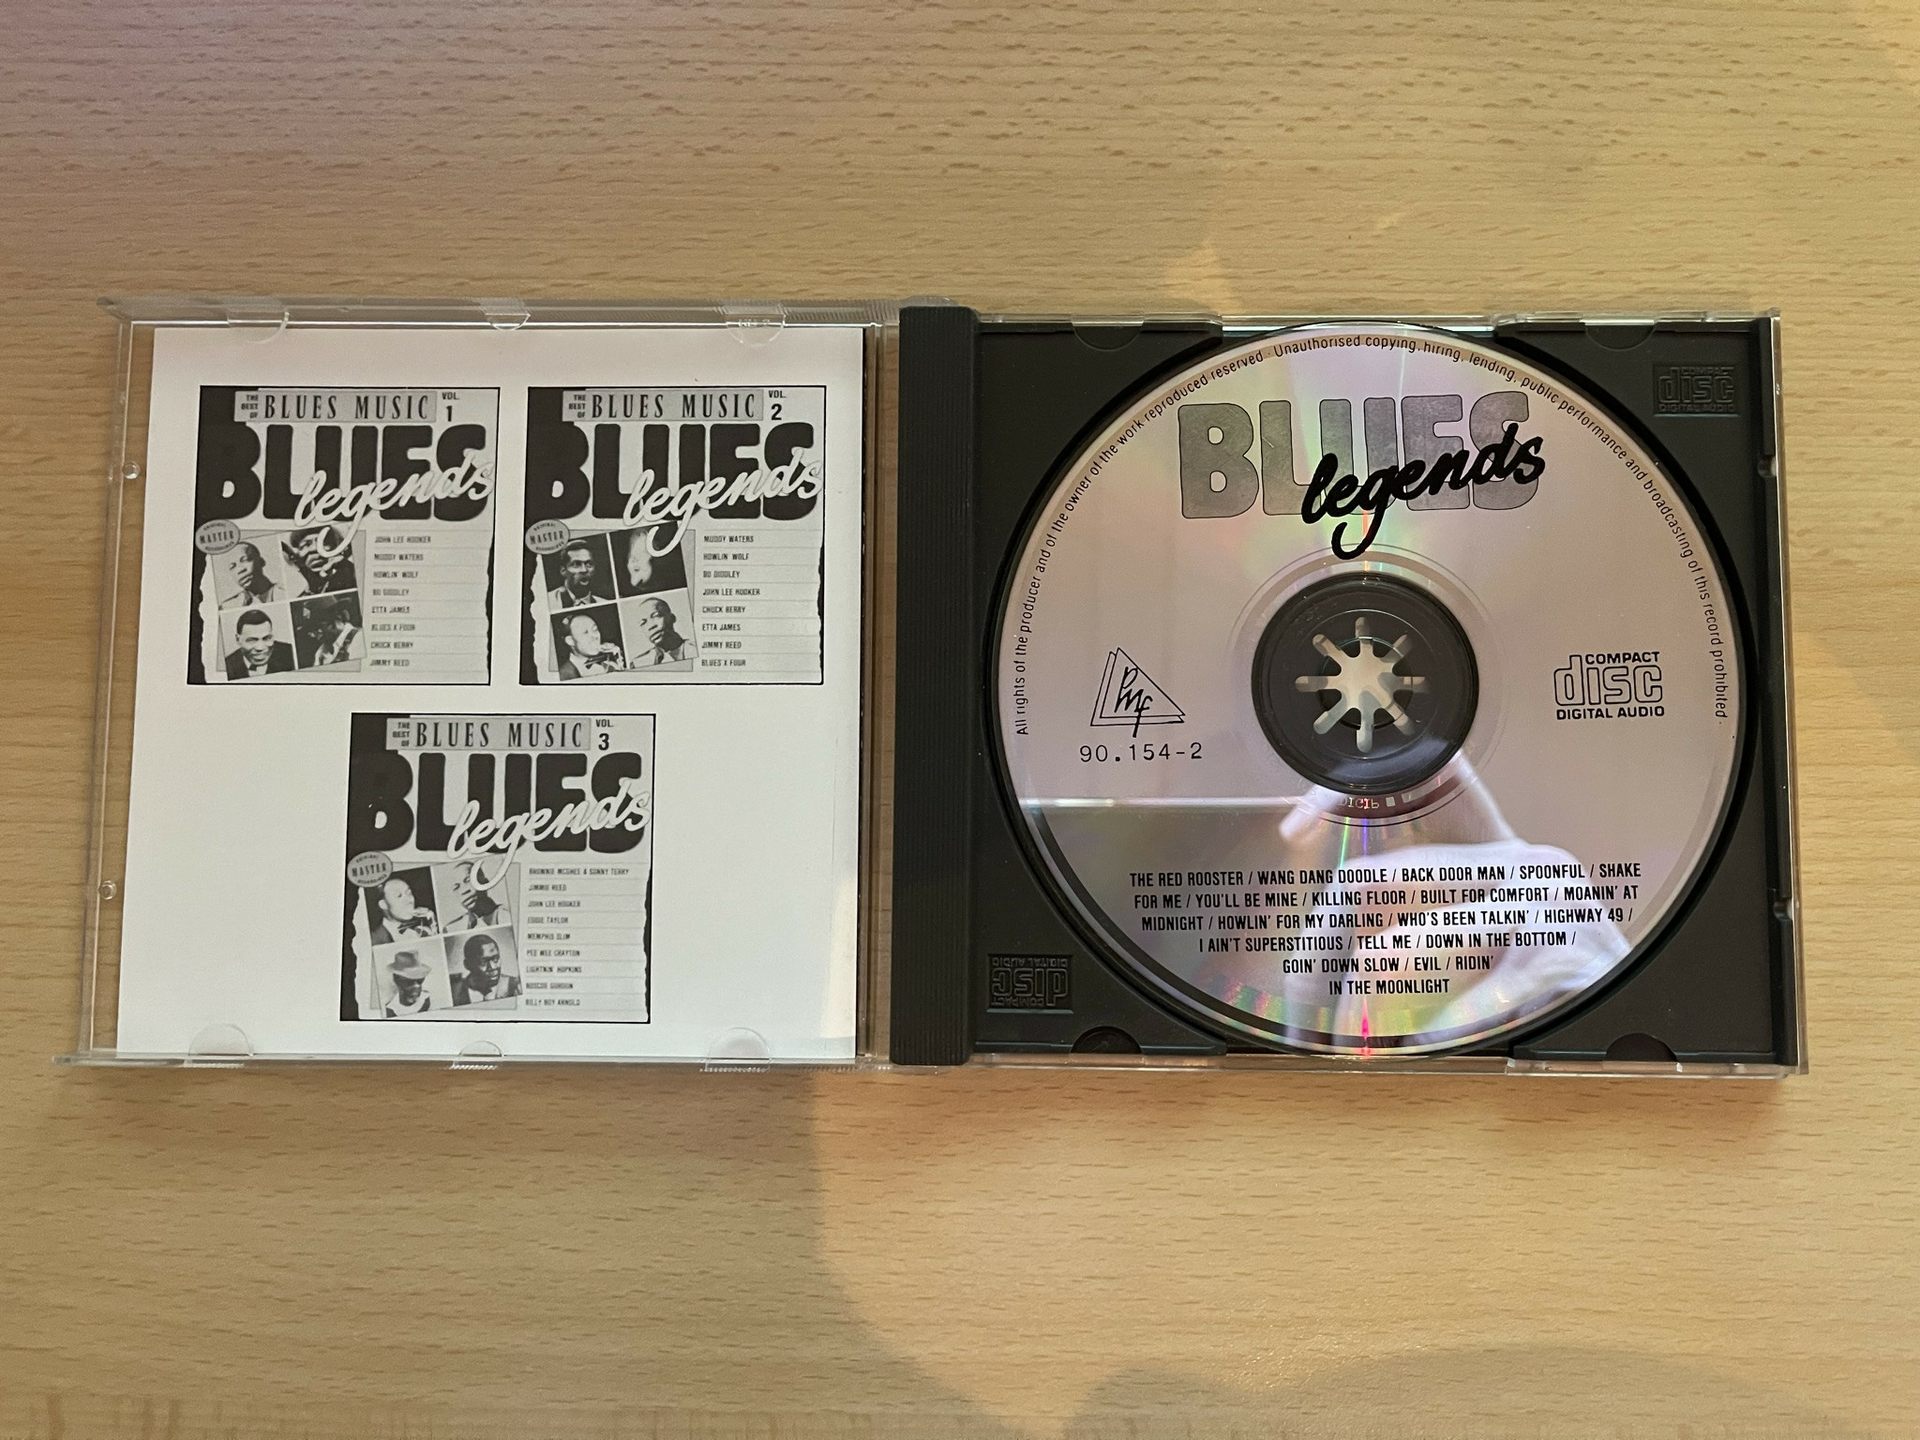 THE BEST OF BLUES MUSIC VOL. 1
BLUES
legends
ORIGINAL MASTER RECORDINGS
JOHN LEE HOOKER
MUDDY WATERS
HOWLIN' WOLF
BO DIDDLEY
ETTA JAMES
BLUES X FOUR
CHUCK BERRY
JIMMY REED
THE BEST OF BLUES MUSIC VOL. 2
BLUES
legends
ORIGINAL MASTER RECORDINGS
MUDDY WATERS
HOWLIN' WOLF
BO DIDDLEY
JOHN LEE HOOKER
CHUCK BERRY
ETTA JAMES
JIMMY REED
BLUES X FOUR
THE BEST OF BLUES MUSIC VOL. 3
BLUES
legends
ORIGINAL MASTER RECORDINGS
BROWNIE MCGHEE & SONNY TERRY
JIMMIE REED
JOHN LEE HOOKER
EDDIE TAYLOR
MEMPHIS SLIM
PEE WEE CRAYTON
LIGHTNIN' HOPKINS
ROSCOE GORDON
BILLY BOY ARNOLD
All rights of the producer and of the owner of the work reproduced reserved · Unauthorised copying, hiring, lending, public performance and broadcasting of this record prohibited.
BLUES
legends
PMF
90.154-2
COMPACT
disc
DIGITAL AUDIO
THE RED ROOSTER / WANG DANG DOODLE / BACK DOOR MAN / SPOONFUL / SHAKE
FOR ME / YOU'LL BE MINE / KILLING FLOOR / BUILT FOR COMFORT / MOANIN' AT
MIDNIGHT / HOWLIN' FOR MY DARLING / WHO'S BEEN TALKIN' / HIGHWAY 49 /
I AIN'T SUPERSTITIOUS / TELL ME / DOWN IN THE BOTTOM /
GOIN' DOWN SLOW / EVIL / RIDIN'
IN THE MOONLIGHT
COMPACT
disc
DIGITAL AUDIO
COMPACT
disc
DIGITAL AUDIO